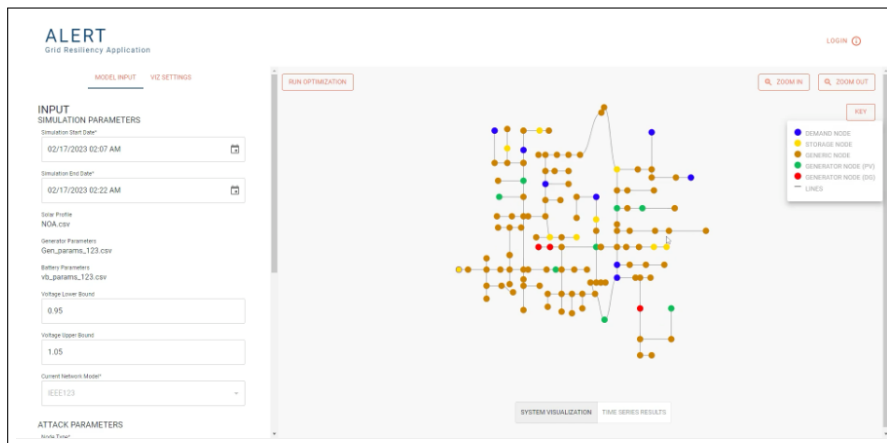 ALERT
Grid Resiliency Application
LOGIN
MODEL INPUT
VIZ SETTINGS
INPUT
SIMULATION PARAMETERS
Simulation Start Date*
02/17/2023 02:07 AM
Simulation End Date*
02/17/2023 02:22 AM
Solar Profile
NOA.csv
Generator Parameters
Gen_params_123.csv
Battery Parameters
vb_params_123.csv
Voltage Lower Bound
0.95
Voltage Upper Bound
1.05
Current Network Model*
IEEE123
ATTACK PARAMETERS
Node Type*
RUN OPTIMIZATION
ZOOM IN
ZOOM OUT
KEY
DEMAND NODE
STORAGE NODE
GENERIC NODE
GENERATOR NODE (PV)
GENERATOR NODE (DG)
LINES
SYSTEM VISUALIZATION
TIME SERIES RESULTS